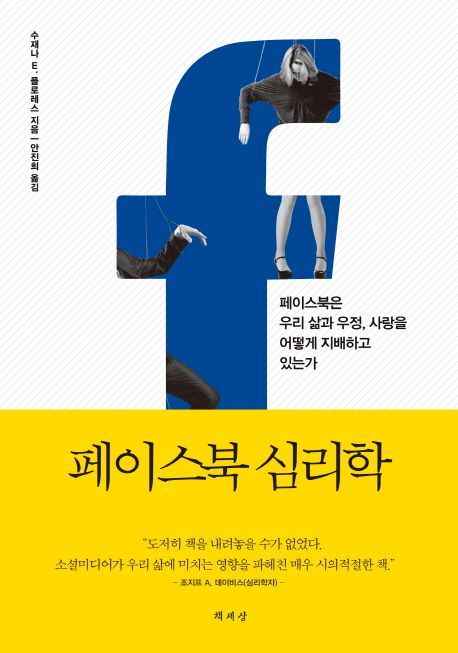 수재나 E. 플로레스 지음 | 안진희 옮김
f
페이스북은
우리 삶과 우정, 사랑을
어떻게 지배하고
있는가
페이스북 심리학
“도저히 책을 내려놓을 수가 없었다.
소셜미디어가 우리 삶에 미치는 영향을 파헤친 매우 시의적절한 책.”
– 조지프 A. 데이비스(심리학자) –
책세상